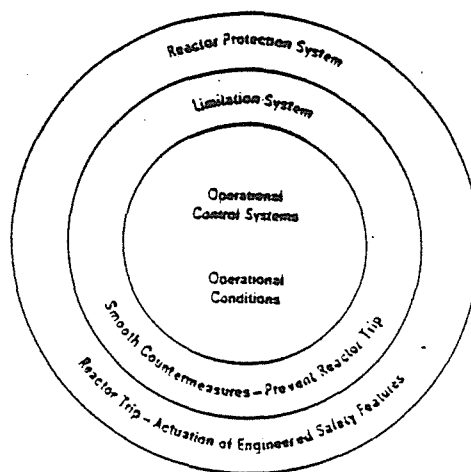 Reactor Protection System
Limitation System
Operational
Control Systems
Operational
Conditions
Smooth Countermeasures – Prevent Reactor Trip
Reactor Trip – Actuation of Engineered Safety Features